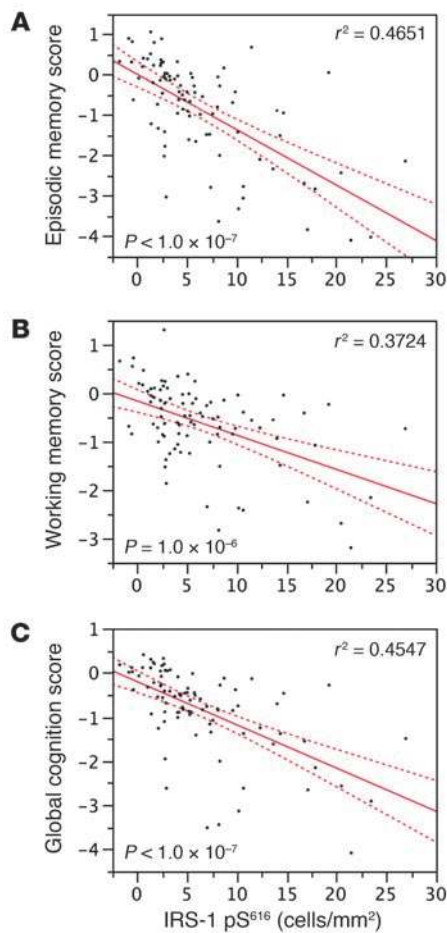 A
r² = 0.4651
1
0
−1
−2
−3
−4
Episodic memory score
P < 1.0 × 10⁻⁷
0 5 10 15 20 25 30
B
r² = 0.3724
1
0
−1
−2
−3
Working memory score
P = 1.0 × 10⁻⁶
0 5 10 15 20 25 30
C
r² = 0.4547
1
0
−1
−2
−3
−4
Global cognition score
P < 1.0 × 10⁻⁷
0 5 10 15 20 25 30
IRS-1 pS⁶¹⁶ (cells/mm²)